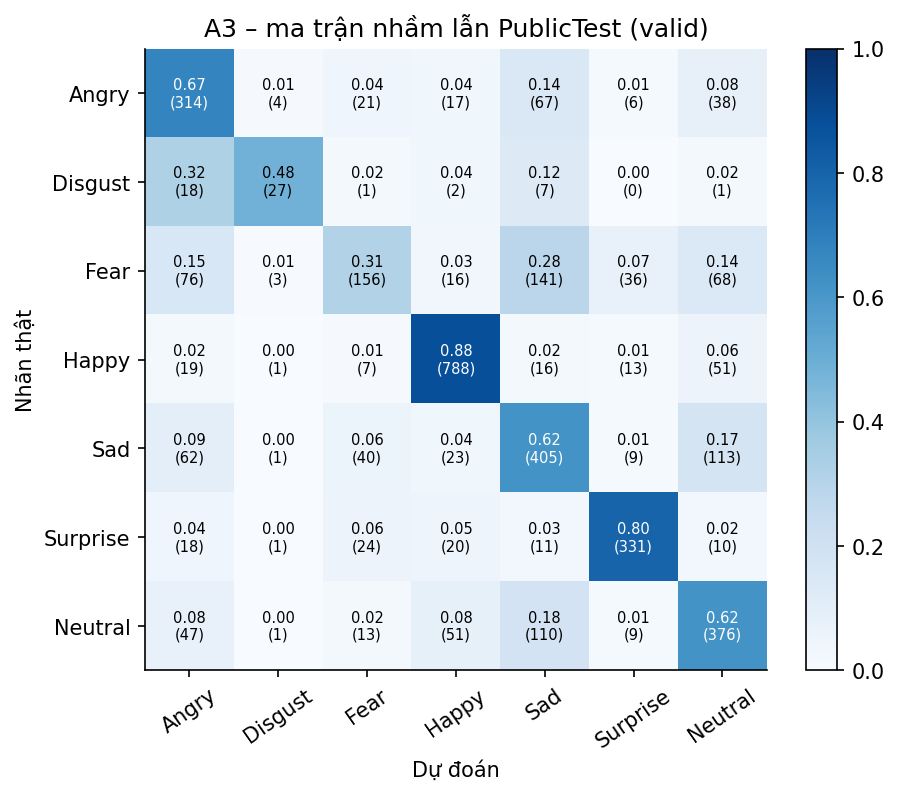 A3 – ma trận nhầm lẫn PublicTest (valid)
Nhãn thật
Angry
0.67 0.01 0.04 0.04 0.14 0.01 0.08
(314) (4) (21) (17) (67) (6) (38)
Disgust
0.32 0.48 0.02 0.04 0.12 0.00 0.02
(18) (27) (1) (2) (7) (0) (1)
Fear
0.15 0.01 0.31 0.03 0.28 0.07 0.14
(76) (3) (156) (16) (141) (36) (68)
Happy
0.02 0.00 0.01 0.88 0.02 0.01 0.06
(19) (1) (7) (788) (16) (13) (51)
Sad
0.09 0.00 0.06 0.04 0.62 0.01 0.17
(62) (1) (40) (23) (405) (9) (113)
Surprise
0.04 0.00 0.06 0.05 0.03 0.80 0.02
(18) (1) (24) (20) (11) (331) (10)
Neutral
0.08 0.00 0.02 0.08 0.18 0.01 0.62
(47) (1) (13) (51) (110) (9) (376)
Angry Disgust Fear Happy Sad Surprise Neutral
Dự đoán
1.0
0.8
0.6
0.4
0.2
0.0